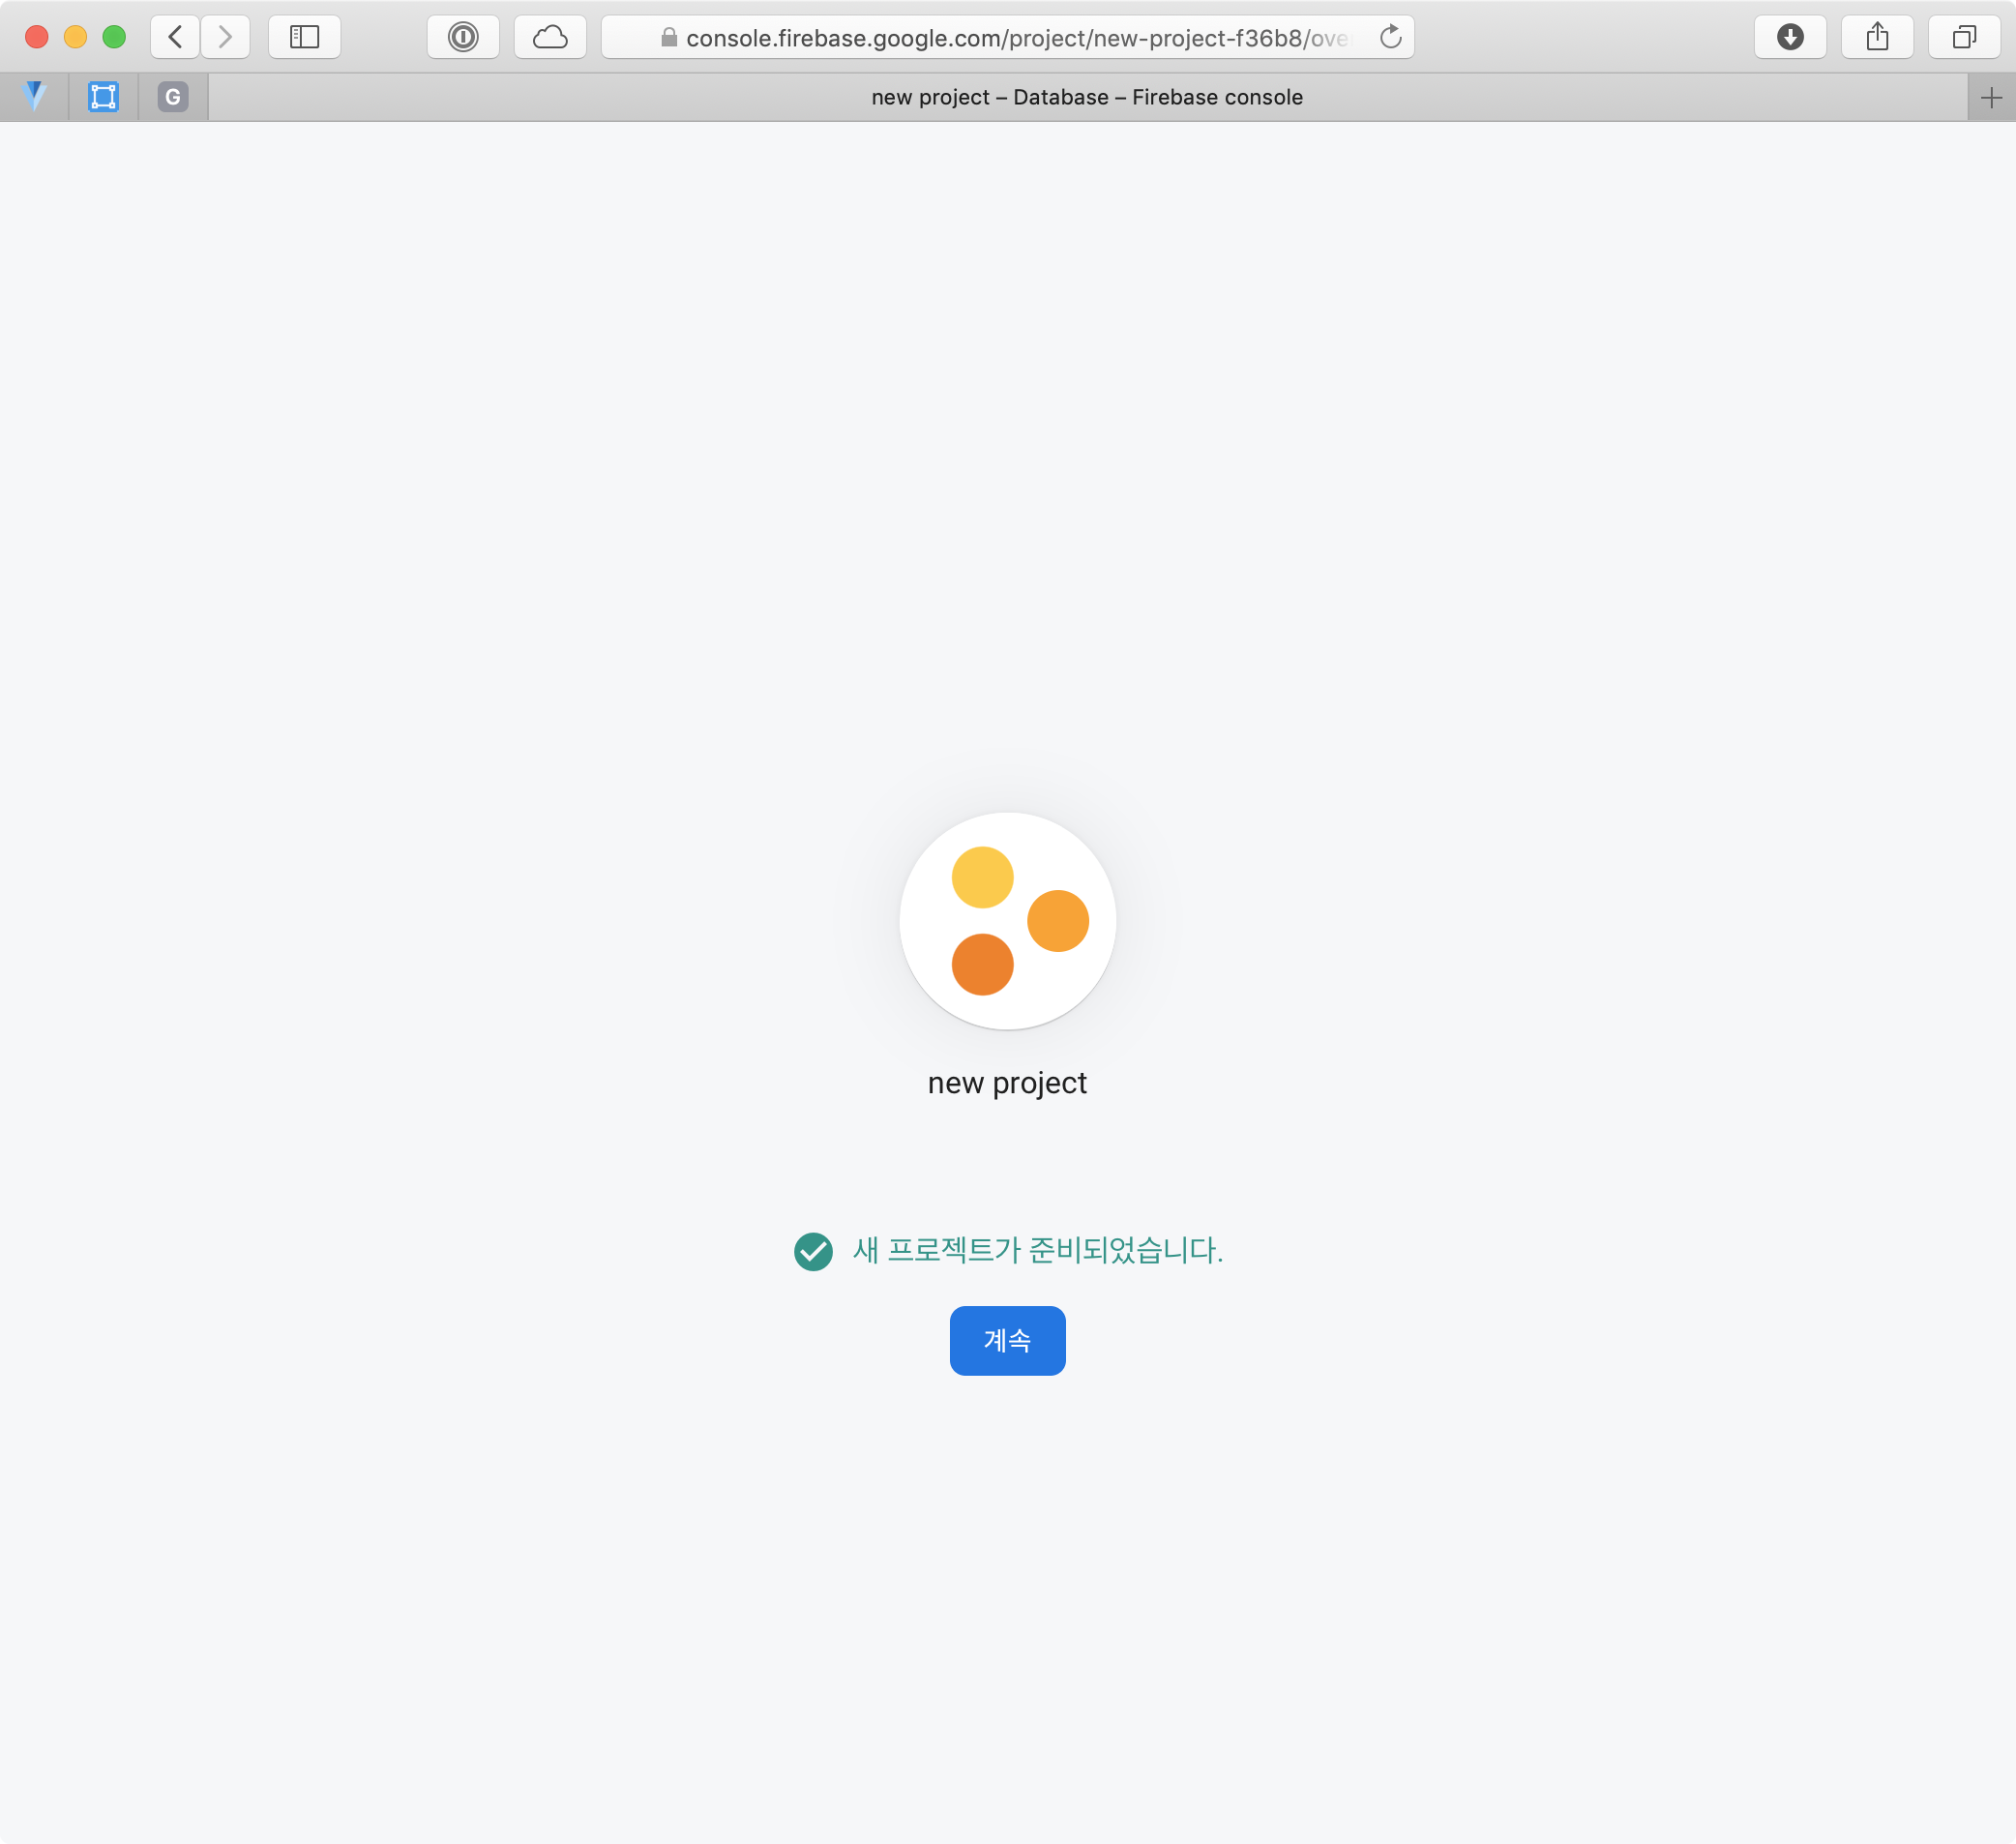 console.firebase.google.com/project/new-project-f36b8/ove
G
new project – Database – Firebase console
new project
새 프로젝트가 준비되었습니다.
계속